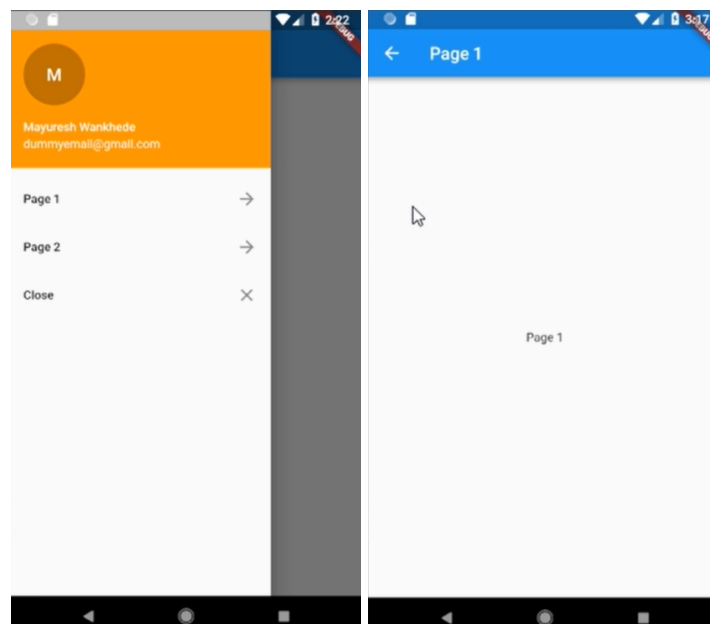 2:22
M
Mayuresh Wankhede
dummyemail@gmail.com
Page 1
Page 2
Close
3:17
Page 1
Page 1